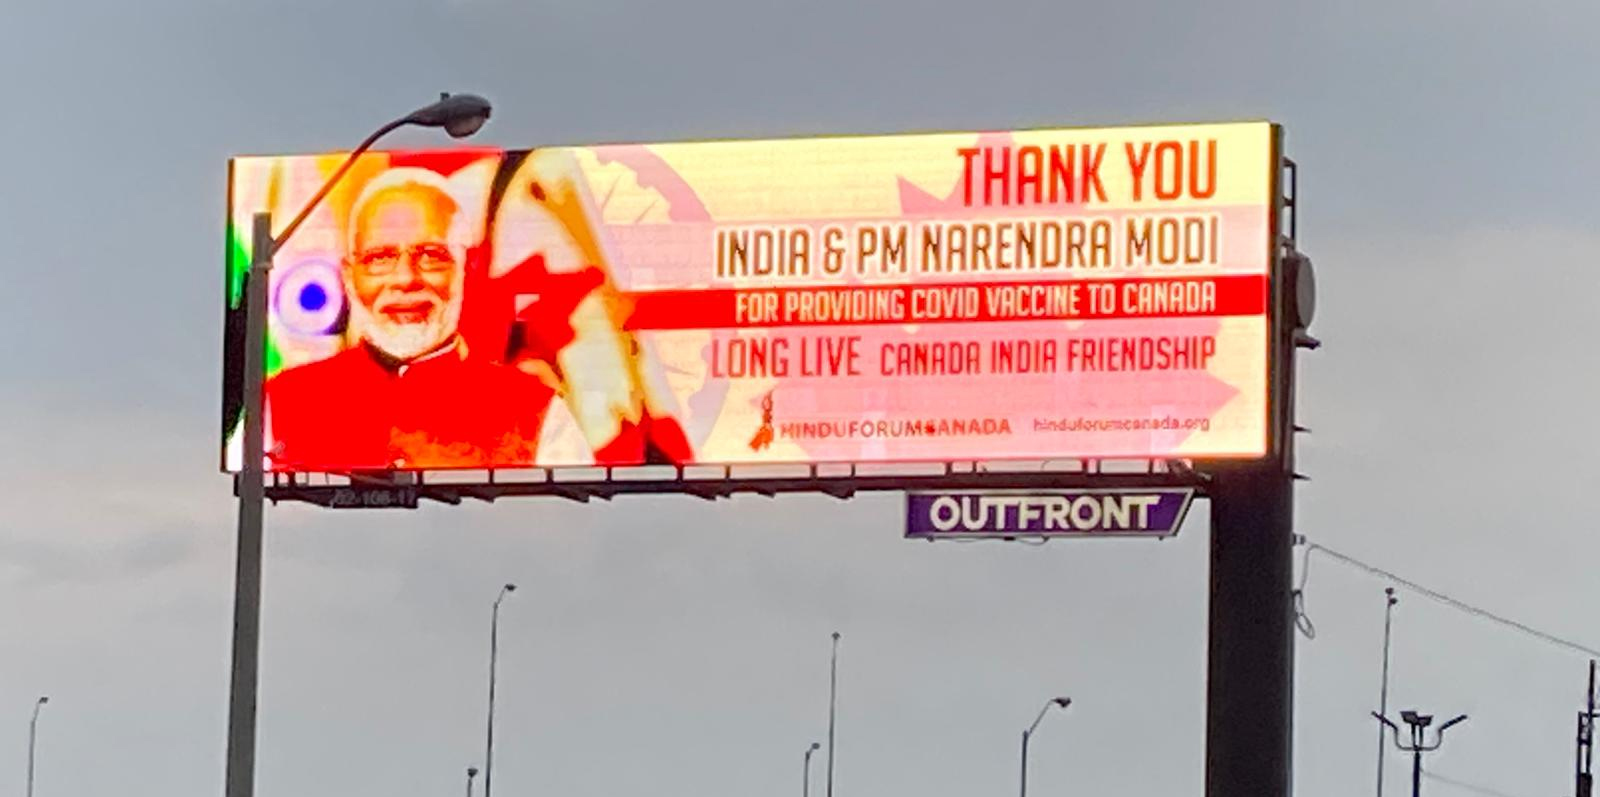 THANK YOU
INDIA & PM NARENDRA MODI
FOR PROVIDING COVID VACCINE TO CANADA
LONG LIVE CANADA INDIA FRIENDSHIP
HINDUFORUMCANADA hinduforumcanada.org
OUTFRONT